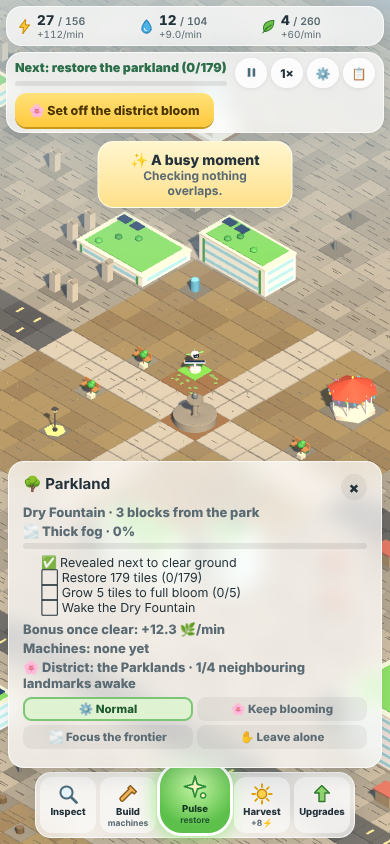 27 / 156
+112/min
12 / 104
+9.0/min
4 / 260
+60/min
Next: restore the parkland (0/179)
1×
Set off the district bloom
A busy moment
Checking nothing
overlaps.
Parkland
Dry Fountain · 3 blocks from the park
Thick fog · 0%
Revealed next to clear ground
Restore 179 tiles (0/179)
Grow 5 tiles to full bloom (0/5)
Wake the Dry Fountain
Bonus once clear: +12.3 🌿/min
Machines: none yet
District: the Parklands · 1/4 neighbouring
landmarks awake
Normal
Keep blooming
Focus the frontier
Leave alone
Inspect
Build
machines
Pulse
restore
Harvest
+8⚡
Upgrades